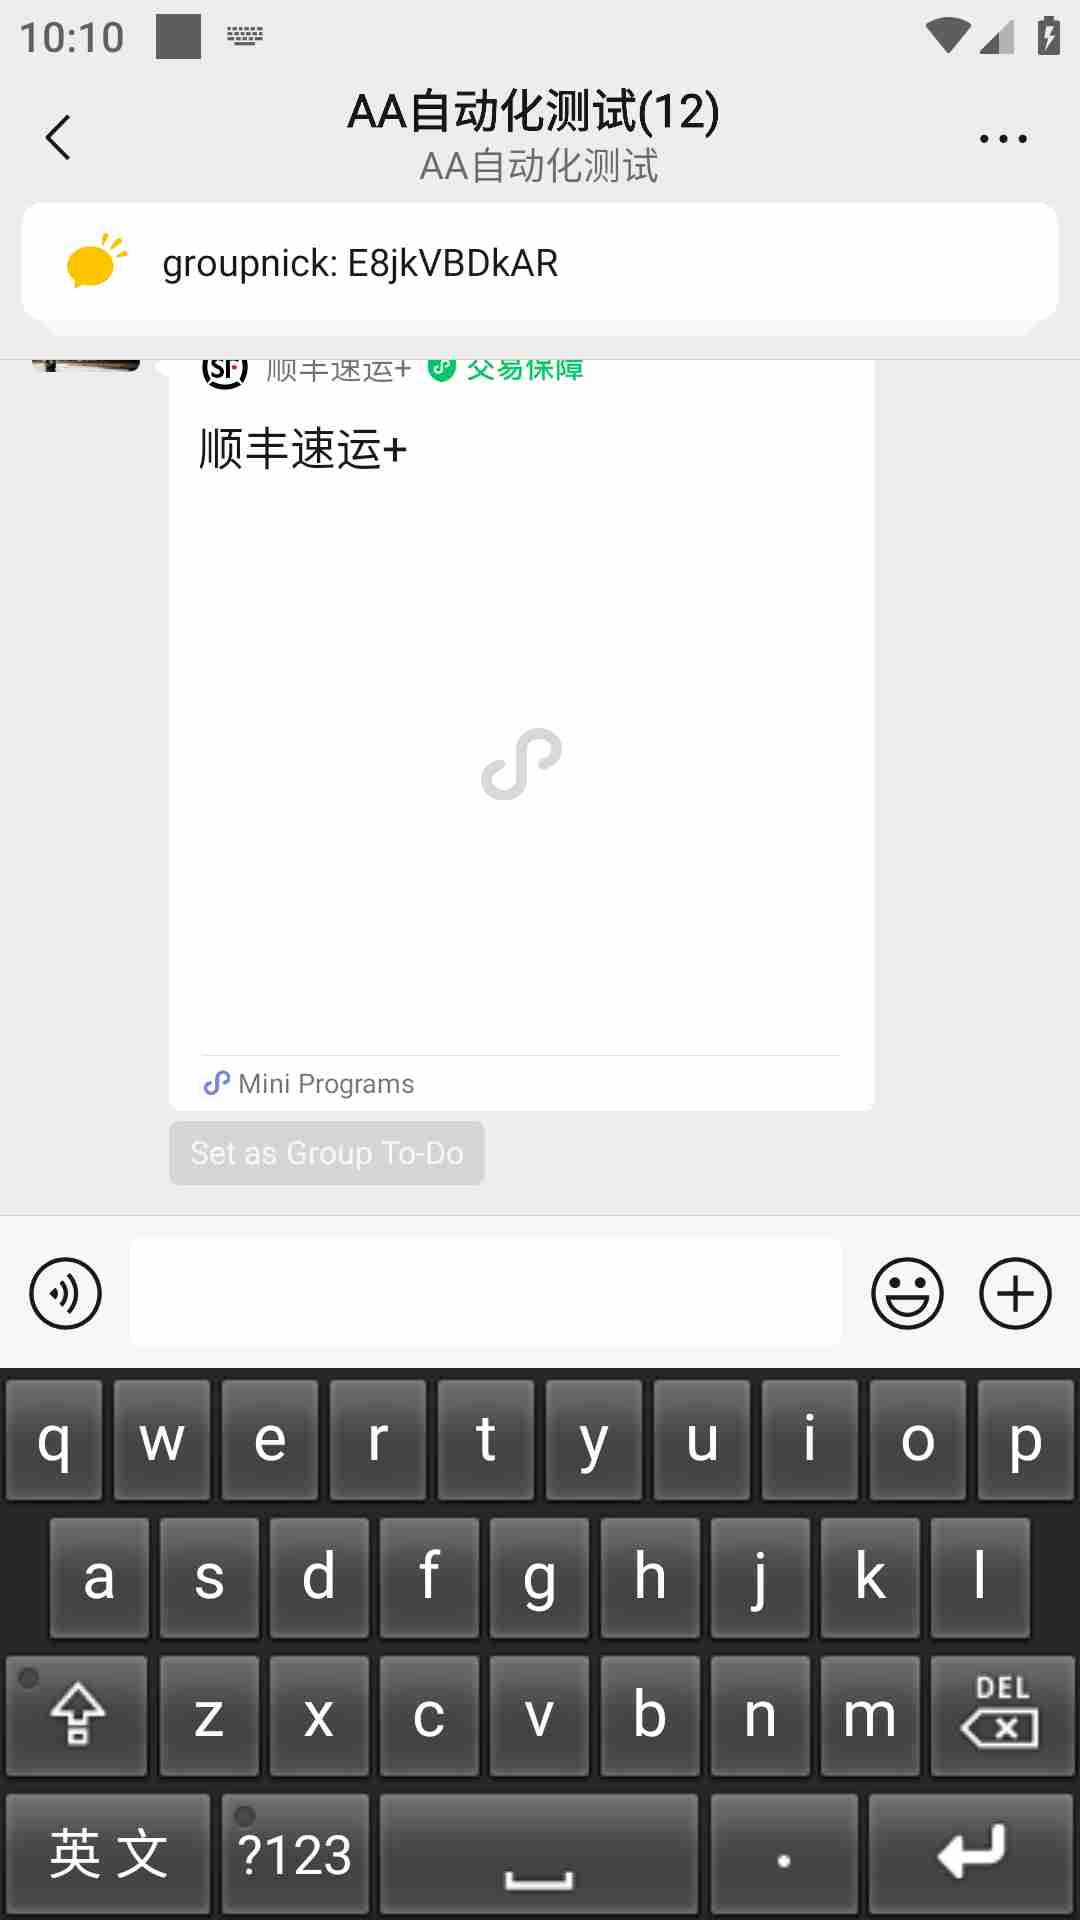 10:10
AA自动化测试(12)
AA自动化测试
groupnick: E8jkVBDkAR
SF 顺丰速运+ 交易保障
顺丰速运+
Mini Programs
Set as Group To-Do
q w e r t y u i o p
a s d f g h j k l
z x c v b n m DEL
英文 ?123 .